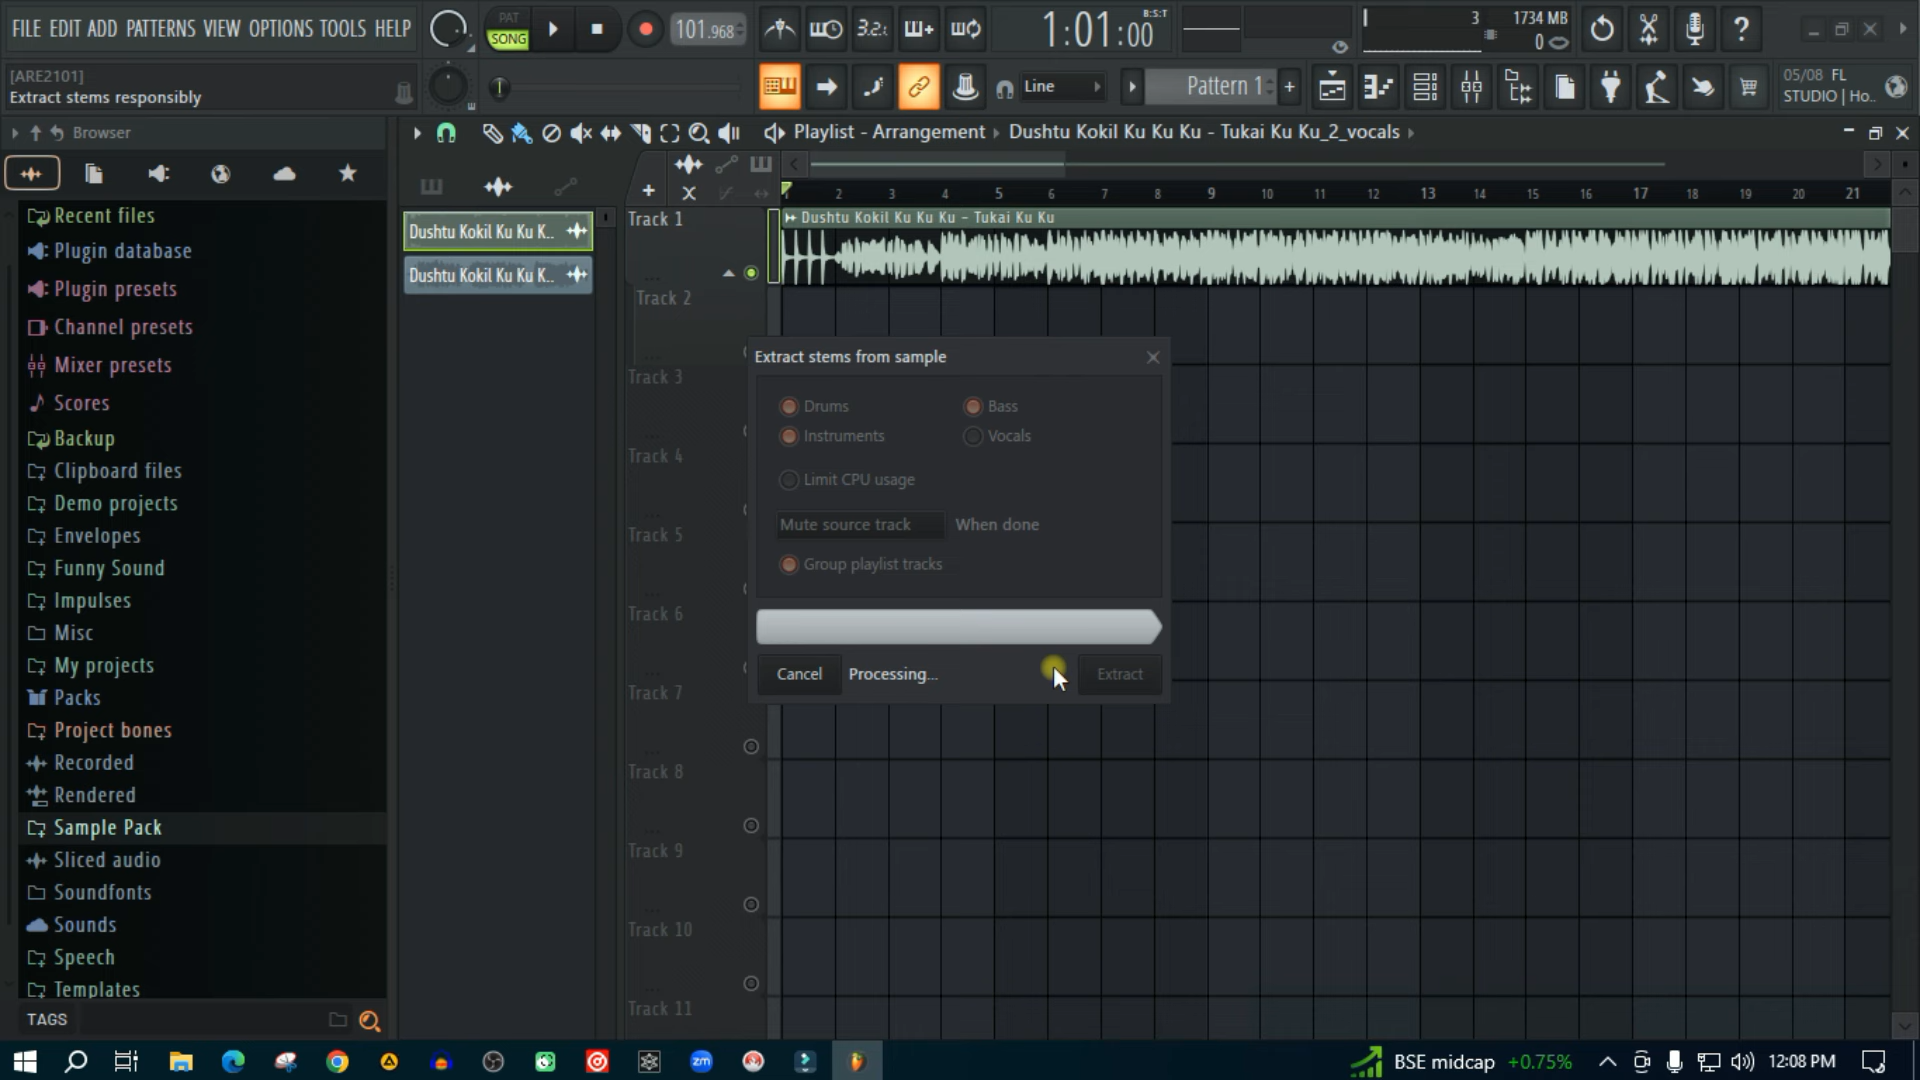 FILE EDIT ADD PATTERNS VIEW OPTIONS TOOLS HELP
PAT
SONG
101.968
3.2:
1:01:00
B:S:T
3
1734 MB
0
[ARE2101]
Extract stems responsibly
Line
Pattern 1
05/08 FL
STUDIO | Ho..
Browser
Playlist - Arrangement
Dushtu Kokil Ku Ku Ku - Tukai Ku Ku_2_vocals
2 3 4 5 6 7 8 9 10 11 12 13 14 15 16 17 18 19 20 21
Recent files
Plugin database
Plugin presets
Channel presets
Mixer presets
Scores
Backup
Clipboard files
Demo projects
Envelopes
Funny Sound
Impulses
Misc
My projects
Packs
Project bones
Recorded
Rendered
Sample Pack
Sliced audio
Soundfonts
Sounds
Speech
Templates
TAGS
Dushtu Kokil Ku Ku K..
Dushtu Kokil Ku Ku K..
Track 1
Track 2
Track 3
Track 4
Track 5
Track 6
Track 7
Track 8
Track 9
Track 10
Track 11
Dushtu Kokil Ku Ku Ku - Tukai Ku Ku
Extract stems from sample
Drums
Bass
Instruments
Vocals
Limit CPU usage
Mute source track
When done
Group playlist tracks
Cancel
Processing...
Extract
zm
BSE midcap +0.75%
12:08 PM